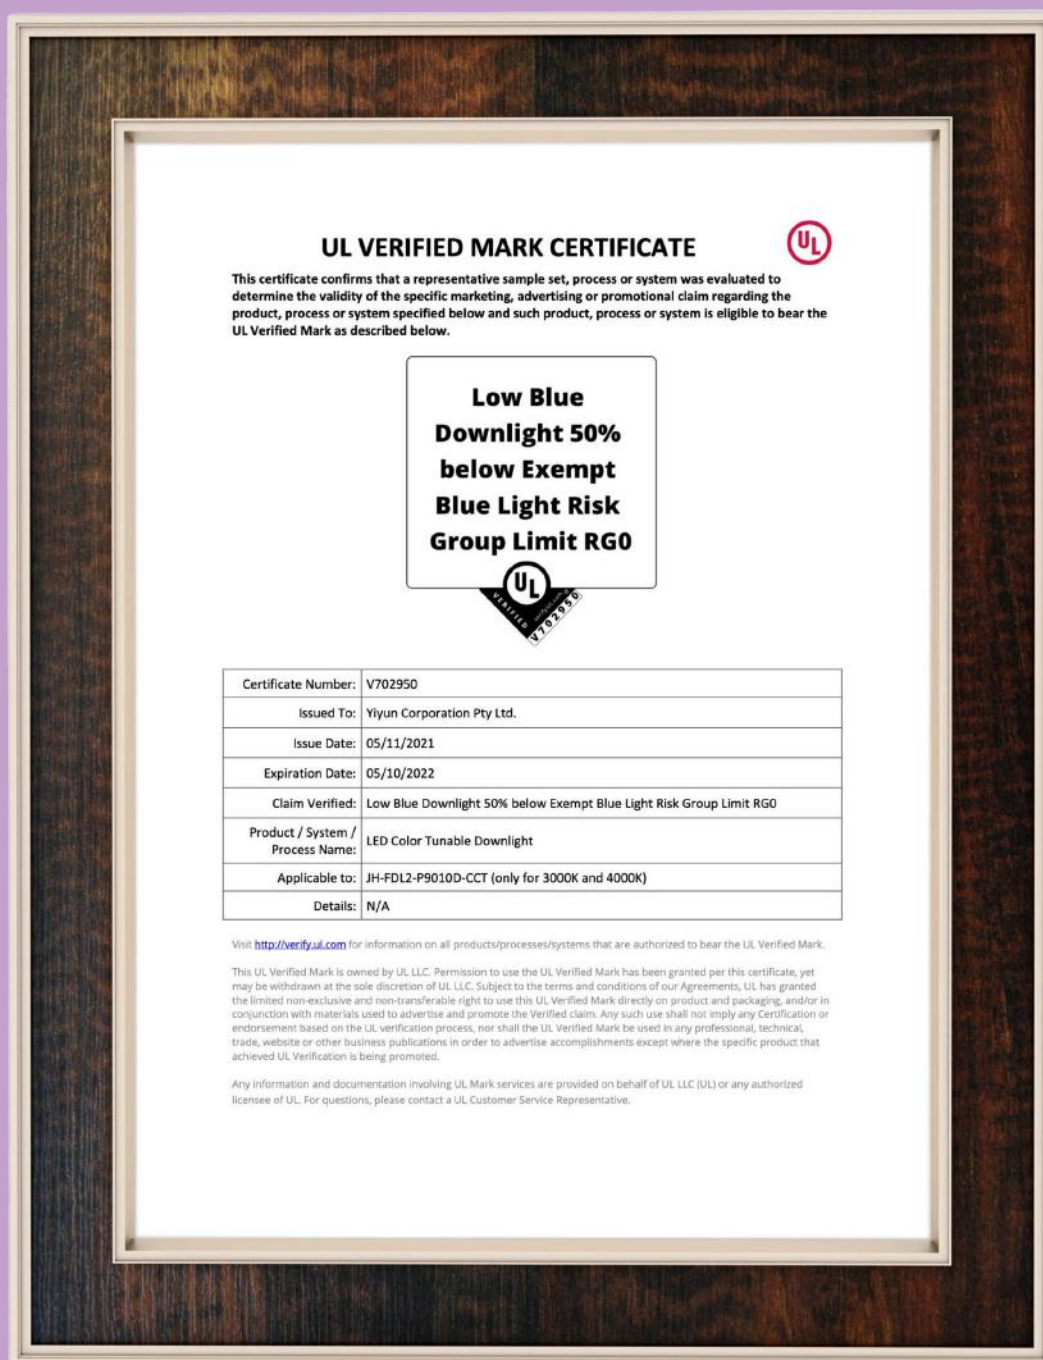 UL VERIFIED MARK CERTIFICATE
UL
This certificate confirms that a representative sample set, process or system was evaluated to
determine the validity of the specific marketing, advertising or promotional claim regarding the
product, process or system specified below and such product, process or system is eligible to bear the
UL Verified Mark as described below.
Low Blue
Downlight 50%
below Exempt
Blue Light Risk
Group Limit RG0
UL
VERIFIED
verify.UL.com
V702950
Certificate Number: V702950
Issued To: Yiyun Corporation Pty Ltd.
Issue Date: 05/11/2021
Expiration Date: 05/10/2022
Claim Verified: Low Blue Downlight 50% below Exempt Blue Light Risk Group Limit RG0
Product / System /
Process Name: LED Color Tunable Downlight
Applicable to: JH-FDL2-P9010D-CCT (only for 3000K and 4000K)
Details: N/A
Visit http://verify.ul.com for information on all products/processes/systems that are authorized to bear the UL Verified Mark.
This UL Verified Mark is owned by UL LLC. Permission to use the UL Verified Mark has been granted per this certificate, yet
may be withdrawn at the sole discretion of UL LLC. Subject to the terms and conditions of our Agreements, UL has granted
the limited non-exclusive and non-transferable right to use this UL Verified Mark directly on product and packaging, and/or in
conjunction with materials used to advertise and promote the Verified claim. Any such use shall not imply any Certification or
endorsement based on the UL verification process, nor shall the UL Verified Mark be used in any professional, technical,
trade, website or other business publications in order to advertise accomplishments except where the specific product that
achieved UL Verification is being promoted.
Any information and documentation involving UL Mark services are provided on behalf of UL LLC (UL) or any authorized
licensee of UL. For questions, please contact a UL Customer Service Representative.